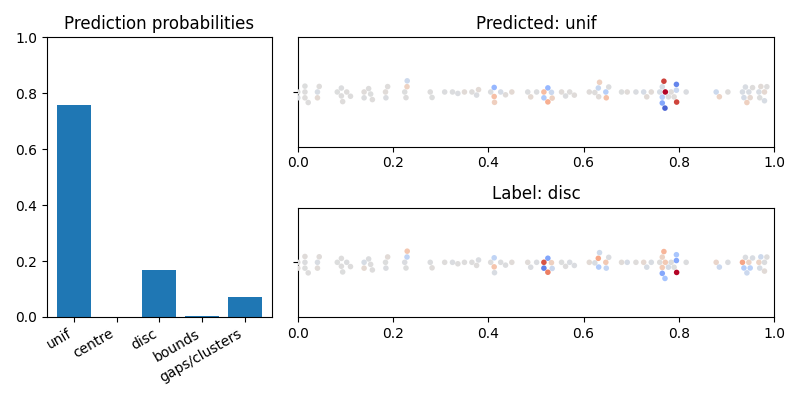 Prediction probabilities
1.0
0.8
0.6
0.4
0.2
0.0
unif
centre
disc
bounds
gaps/clusters
Predicted: unif
0.0 0.2 0.4 0.6 0.8 1.0
Label: disc
0.0 0.2 0.4 0.6 0.8 1.0